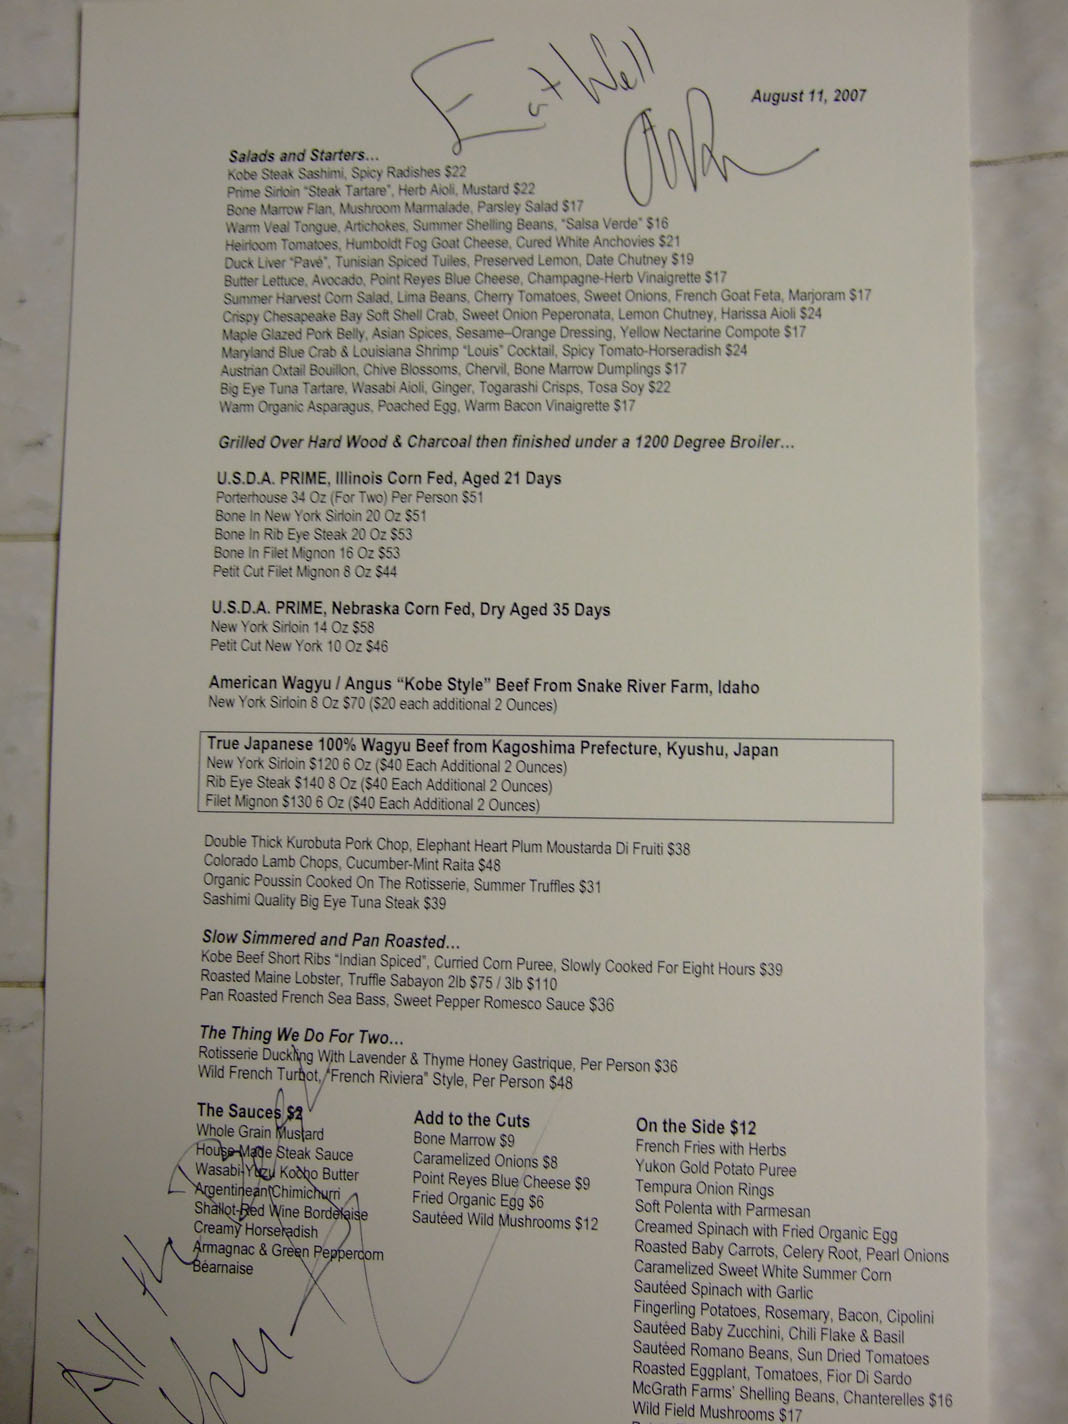 Eat Well
August 11, 2007
Salads and Starters...
Kobe Steak Sashimi, Spicy Radishes $22
Prime Sirloin “Steak Tartare”, Herb Aioli, Mustard $22
Bone Marrow Flan, Mushroom Marmalade, Parsley Salad $17
Warm Veal Tongue, Artichokes, Summer Shelling Beans, “Salsa Verde” $16
Heirloom Tomatoes, Humboldt Fog Goat Cheese, Cured White Anchovies $21
Duck Liver “Pavé”, Tunisian Spiced Tuiles, Preserved Lemon, Date Chutney $19
Butter Lettuce, Avocado, Point Reyes Blue Cheese, Champagne-Herb Vinaigrette $17
Summer Harvest Corn Salad, Lima Beans, Cherry Tomatoes, Sweet Onions, French Goat Feta, Marjoram $17
Crispy Chesapeake Bay Soft Shell Crab, Sweet Onion Peperonata, Lemon Chutney, Harissa Aioli $24
Maple Glazed Pork Belly, Asian Spices, Sesame–Orange Dressing, Yellow Nectarine Compote $17
Maryland Blue Crab & Louisiana Shrimp “Louis” Cocktail, Spicy Tomato-Horseradish $24
Austrian Oxtail Bouillon, Chive Blossoms, Chervil, Bone Marrow Dumplings $17
Big Eye Tuna Tartare, Wasabi Aioli, Ginger, Togarashi Crisps, Tosa Soy $22
Warm Organic Asparagus, Poached Egg, Warm Bacon Vinaigrette $17
Grilled Over Hard Wood & Charcoal then finished under a 1200 Degree Broiler...
U.S.D.A. PRIME, Illinois Corn Fed, Aged 21 Days
Porterhouse 34 Oz (For Two) Per Person $51
Bone In New York Sirloin 20 Oz $51
Bone In Rib Eye Steak 20 Oz $53
Bone In Filet Mignon 16 Oz $53
Petit Cut Filet Mignon 8 Oz $44
U.S.D.A. PRIME, Nebraska Corn Fed, Dry Aged 35 Days
New York Sirloin 14 Oz $58
Petit Cut New York 10 Oz $46
American Wagyu / Angus “Kobe Style” Beef From Snake River Farm, Idaho
New York Sirloin 8 Oz $70 ($20 each additional 2 Ounces)
True Japanese 100% Wagyu Beef from Kagoshima Prefecture, Kyushu, Japan
New York Sirloin $120 6 Oz ($40 Each Additional 2 Ounces)
Rib Eye Steak $140 8 Oz ($40 Each Additional 2 Ounces)
Filet Mignon $130 6 Oz ($40 Each Additional 2 Ounces)
Double Thick Kurobuta Pork Chop, Elephant Heart Plum Moustarda Di Fruiti $38
Colorado Lamb Chops, Cucumber-Mint Raita $48
Organic Poussin Cooked On The Rotisserie, Summer Truffles $31
Sashimi Quality Big Eye Tuna Steak $39
Slow Simmered and Pan Roasted...
Kobe Beef Short Ribs “Indian Spiced”, Curried Corn Puree, Slowly Cooked For Eight Hours $39
Roasted Maine Lobster, Truffle Sabayon 2lb $75 / 3lb $110
Pan Roasted French Sea Bass, Sweet Pepper Romesco Sauce $36
The Thing We Do For Two...
Rotisserie Duckling With Lavender & Thyme Honey Gastrique, Per Person $36
Wild French Turbot, “French Riviera” Style, Per Person $48
The Sauces $2
Whole Grain Mustard
House Made Steak Sauce
Wasabi-Yuzu Kocho Butter
Argentinean Chimichurri
Shallot-Red Wine Bordelaise
Creamy Horseradish
Armagnac & Green Peppercorn
Béarnaise
Add to the Cuts
Bone Marrow $9
Caramelized Onions $8
Point Reyes Blue Cheese $9
Fried Organic Egg $6
Sautéed Wild Mushrooms $12
On the Side $12
French Fries with Herbs
Yukon Gold Potato Puree
Tempura Onion Rings
Soft Polenta with Parmesan
Creamed Spinach with Fried Organic Egg
Roasted Baby Carrots, Celery Root, Pearl Onions
Caramelized Sweet White Summer Corn
Sautéed Spinach with Garlic
Fingerling Potatoes, Rosemary, Bacon, Cipolini
Sautéed Baby Zucchini, Chili Flake & Basil
Sautéed Romano Beans, Sun Dried Tomatoes
Roasted Eggplant, Tomatoes, Fior Di Sardo
McGrath Farms’ Shelling Beans, Chanterelles $16
Wild Field Mushrooms $17
All the Best